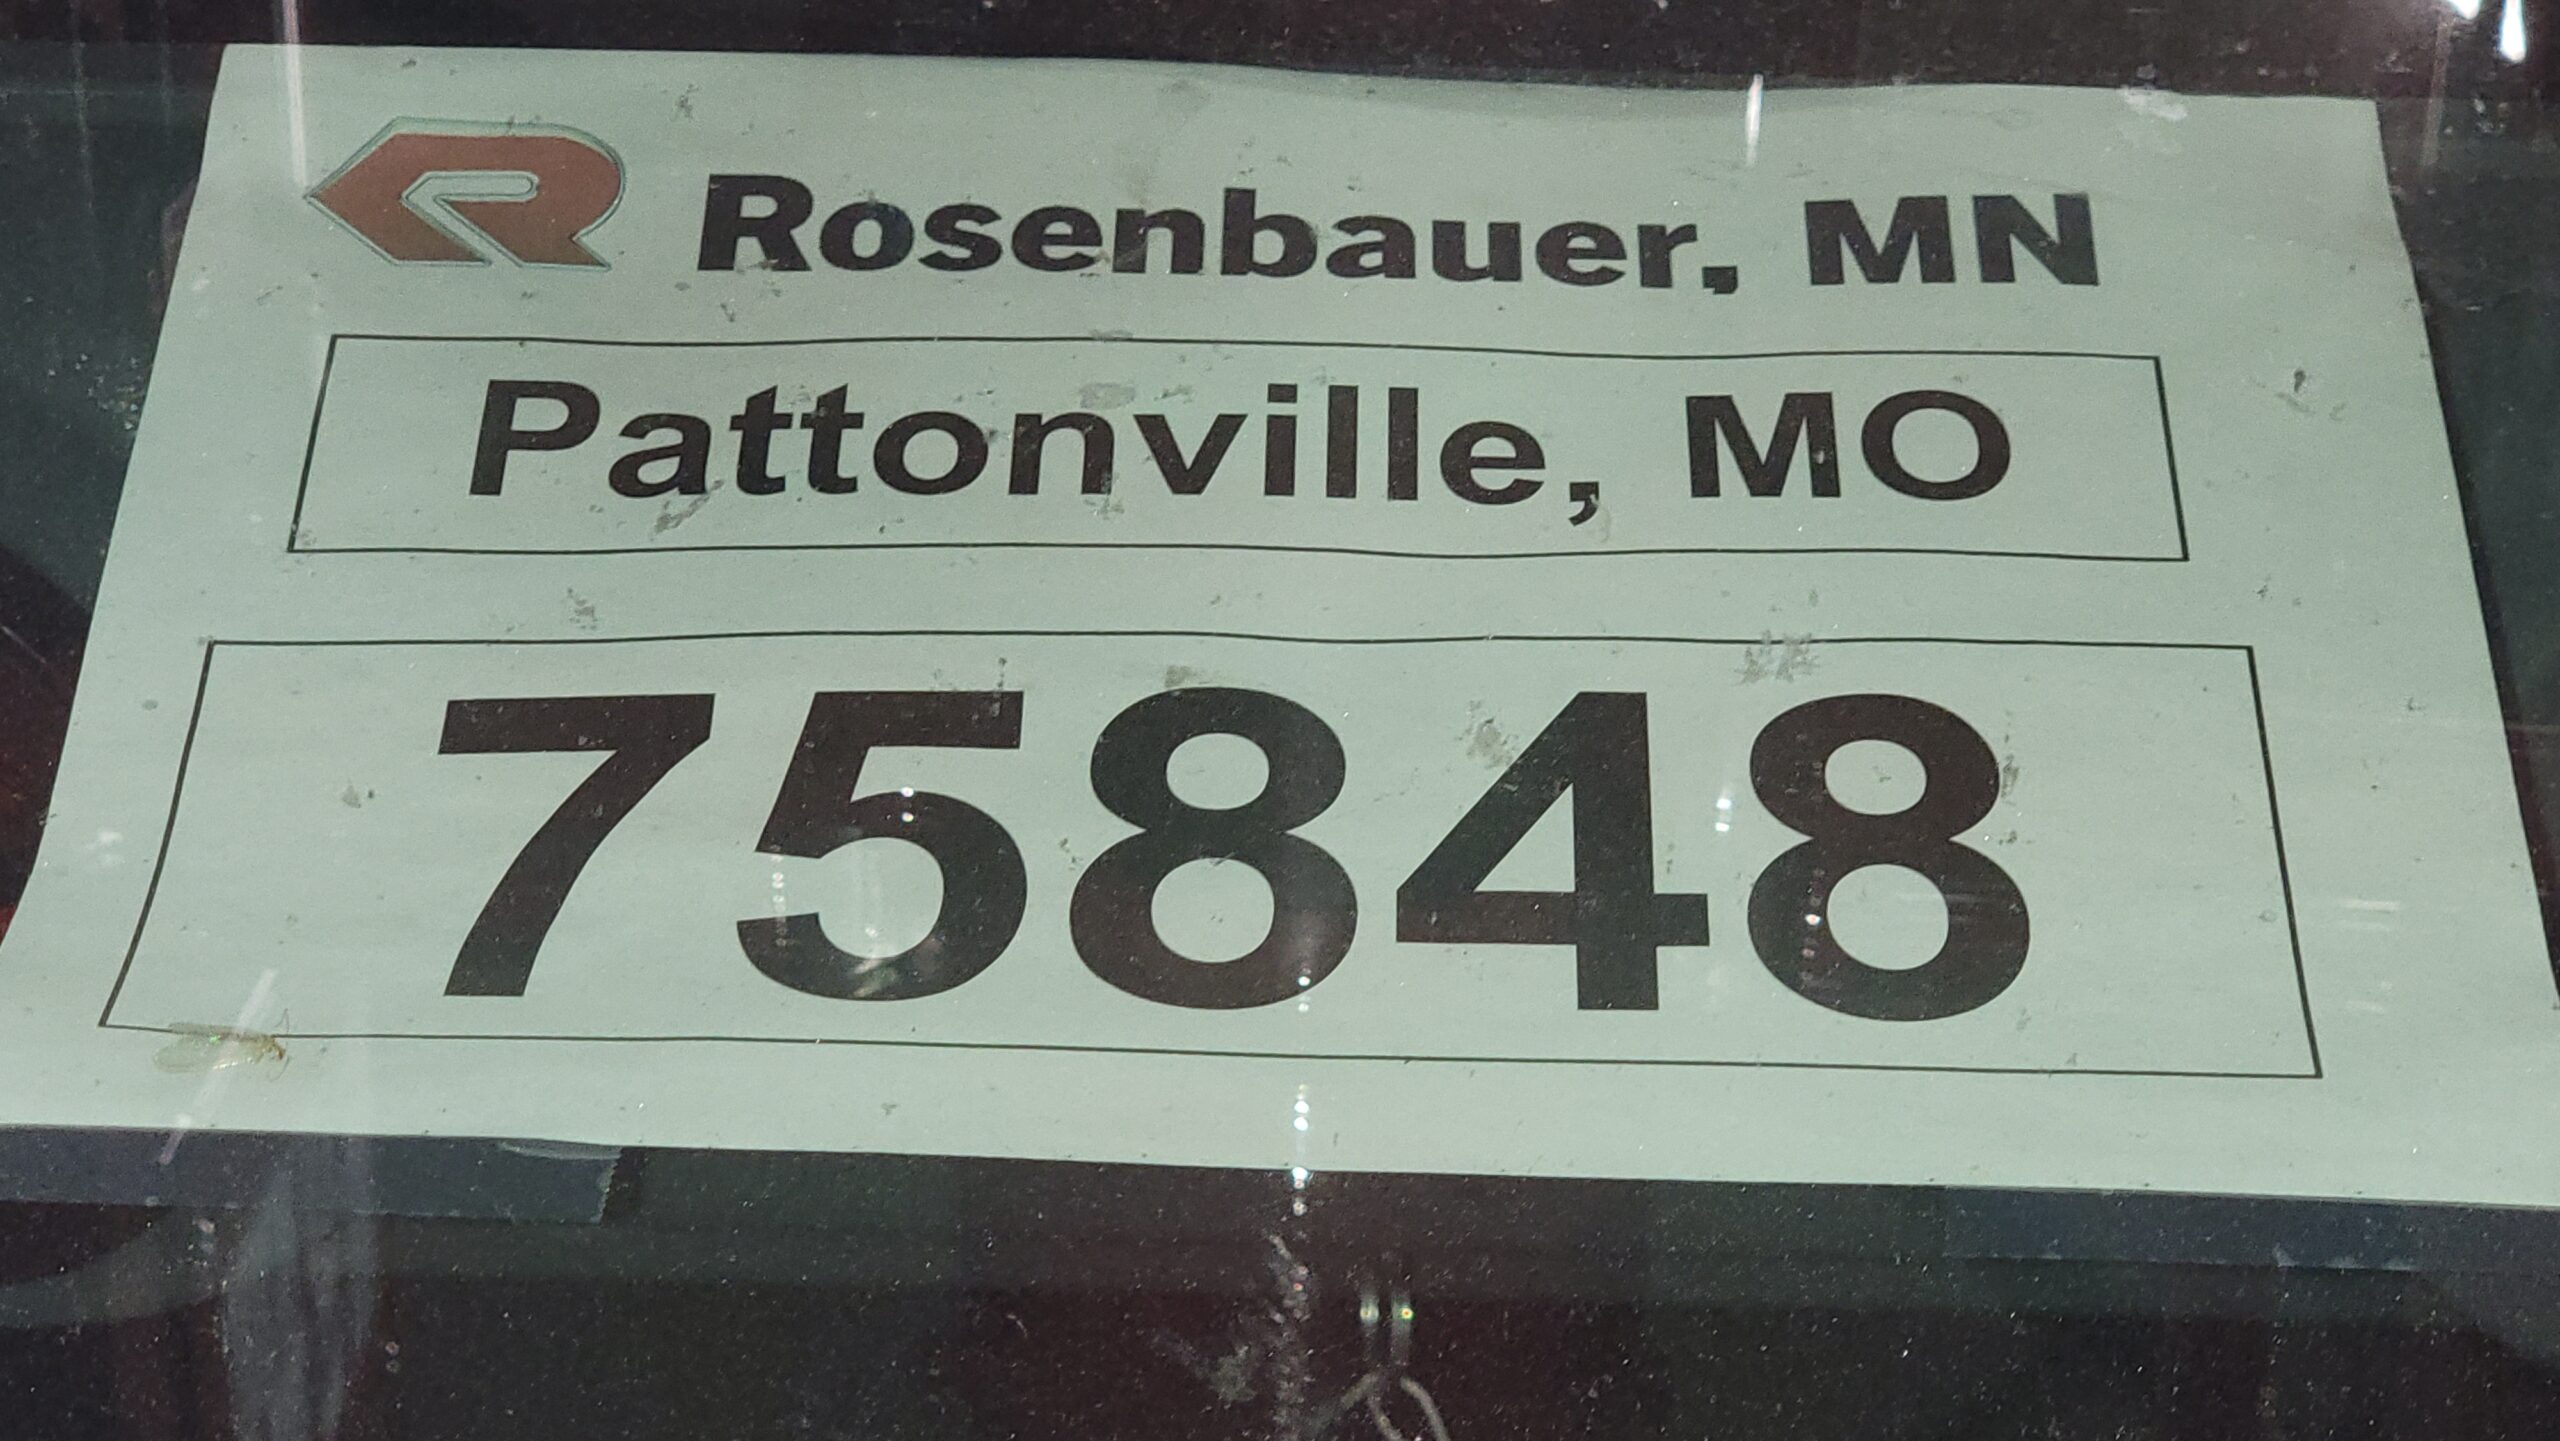 Rosenbauer, MN
Pattonville, MO
75848